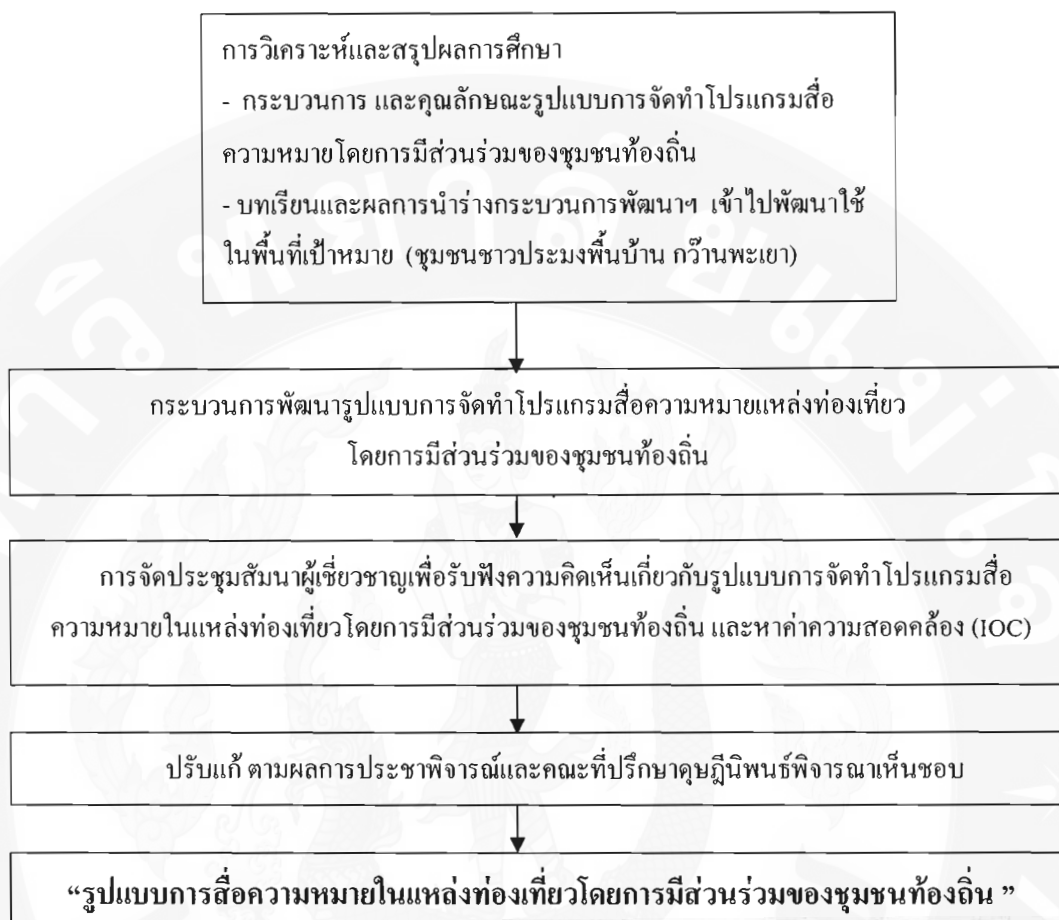 การวิเคราะห์และสรุปผลการศึกษา
- กระบวนการ และคุณลักษณะรูปแบบการจัดทำโปรแกรมสื่อ
ความหมายโดยการมีส่วนร่วมของชุมชนท้องถิ่น
- บทเรียนและผลการนำร่างกระบวนการพัฒนาฯ เข้าไปพัฒนาใช้
ในพื้นที่เป้าหมาย (ชุมชนชาวประมงพื้นบ้าน กว๊านพะเยา)
กระบวนการพัฒนารูปแบบการจัดทำโปรแกรมสื่อความหมายแหล่งท่องเที่ยว
โดยการมีส่วนร่วมของชุมชนท้องถิ่น
การจัดประชุมสัมนาผู้เชี่ยวชาญเพื่อรับฟังความคิดเห็นเกี่ยวกับรูปแบบการจัดทำโปรแกรมสื่อ
ความหมายในแหล่งท่องเที่ยวโดยการมีส่วนร่วมของชุมชนท้องถิ่น และหาค่าความสอดคล้อง (IOC)
ปรับแก้ ตามผลการประชาพิจารณ์และคณะที่ปรึกษาดุษฎีนิพนธ์พิจารณาเห็นชอบ
“รูปแบบการสื่อความหมายในแหล่งท่องเที่ยวโดยการมีส่วนร่วมของชุมชนท้องถิ่น ”